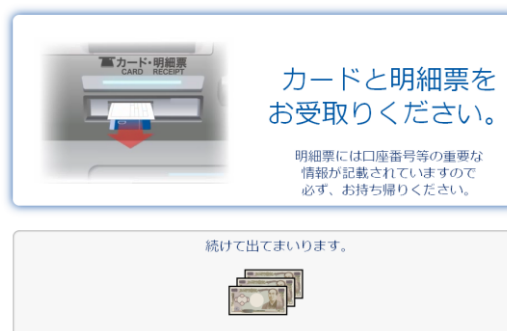 カード・明細票
CARD RECEIPT
カードと明細票を
お受取りください。
明細票には口座番号等の重要な
情報が記載されていますので
必ず、お持ち帰りください。
続けて出てまいります。